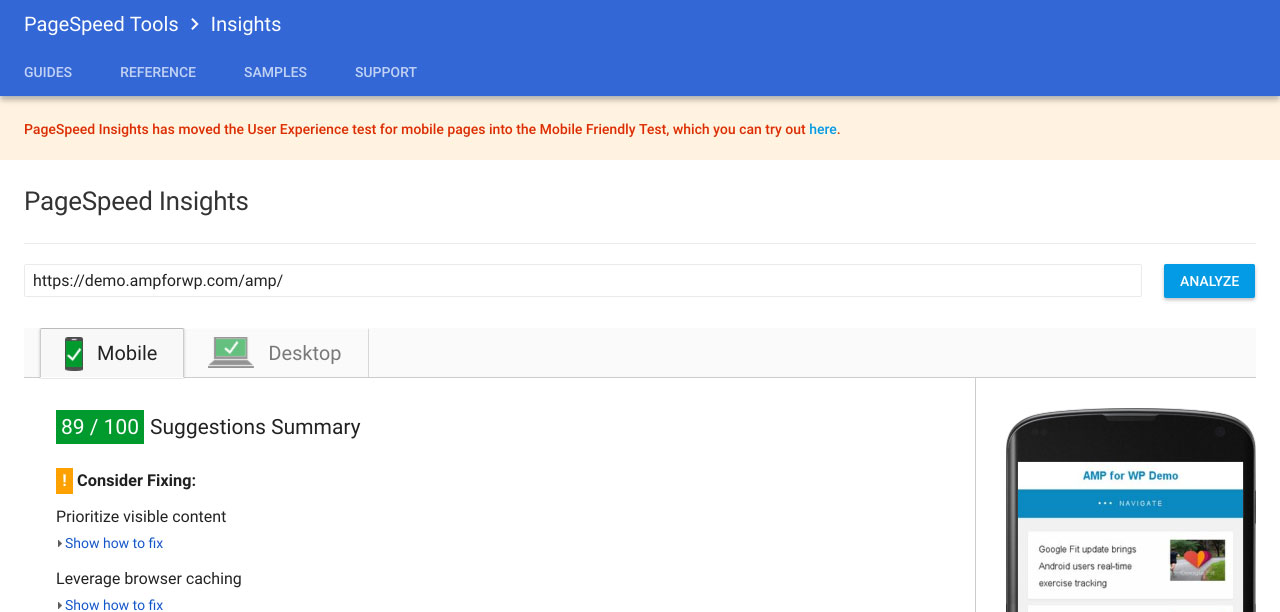 PageSpeed Tools > Insights
GUIDES REFERENCE SAMPLES SUPPORT
PageSpeed Insights has moved the User Experience test for mobile pages into the Mobile Friendly Test, which you can try out here.
PageSpeed Insights
https://demo.ampforwp.com/amp/
ANALYZE
Mobile
Desktop
89 / 100 Suggestions Summary
! Consider Fixing:
Prioritize visible content
Show how to fix
Leverage browser caching
Show how to fix
AMP for WP Demo
••• NAVIGATE
Google Fit update brings
Android users real-time
exercise tracking
Google Fit